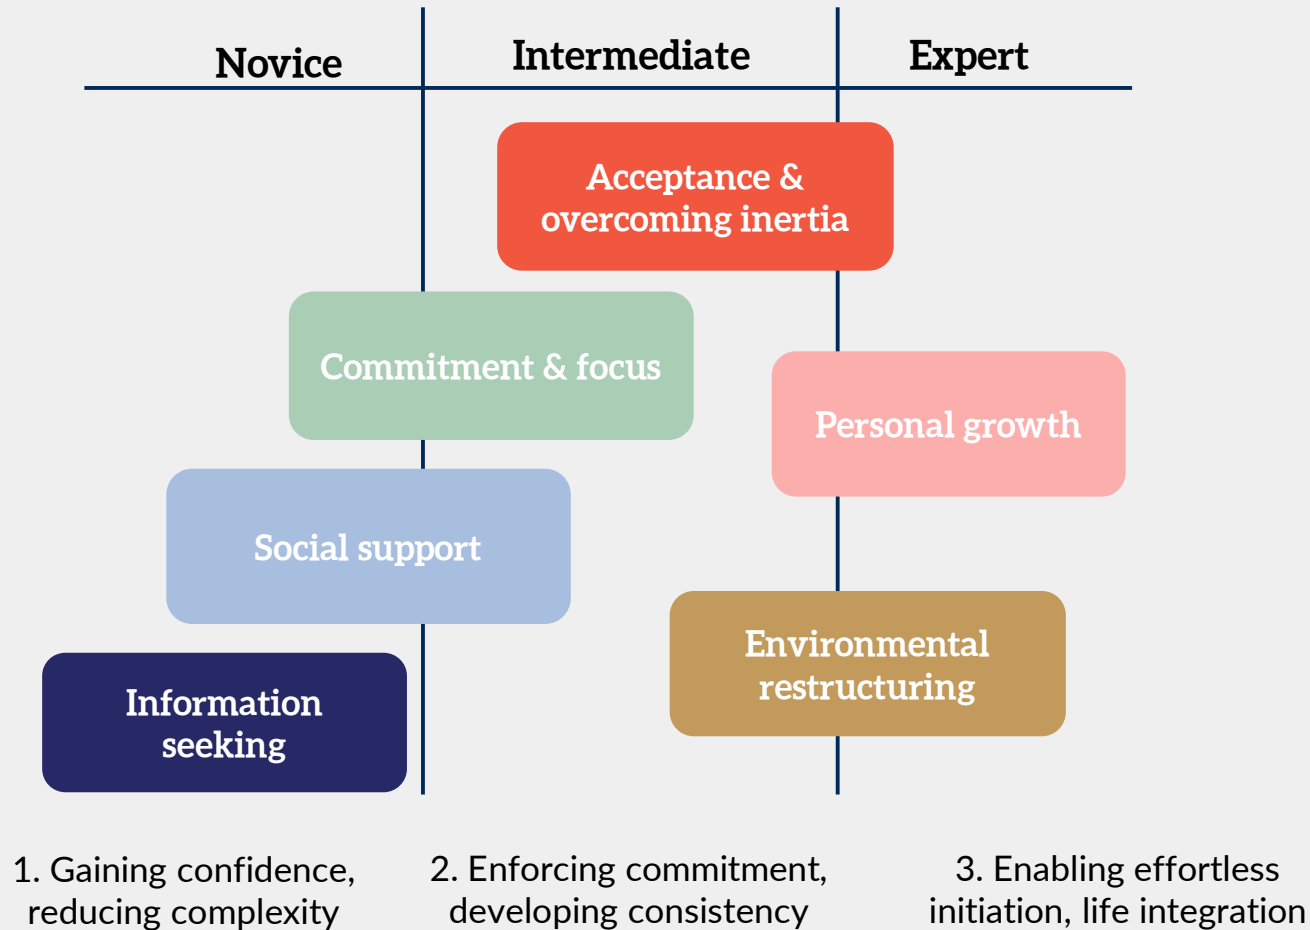 Novice
Intermediate
Expert
Acceptance &
overcoming inertia
Commitment & focus
Personal growth
Social support
Environmental
restructuring
Information
seeking
1. Gaining confidence,
reducing complexity
2. Enforcing commitment,
developing consistency
3. Enabling effortless
initiation, life integration